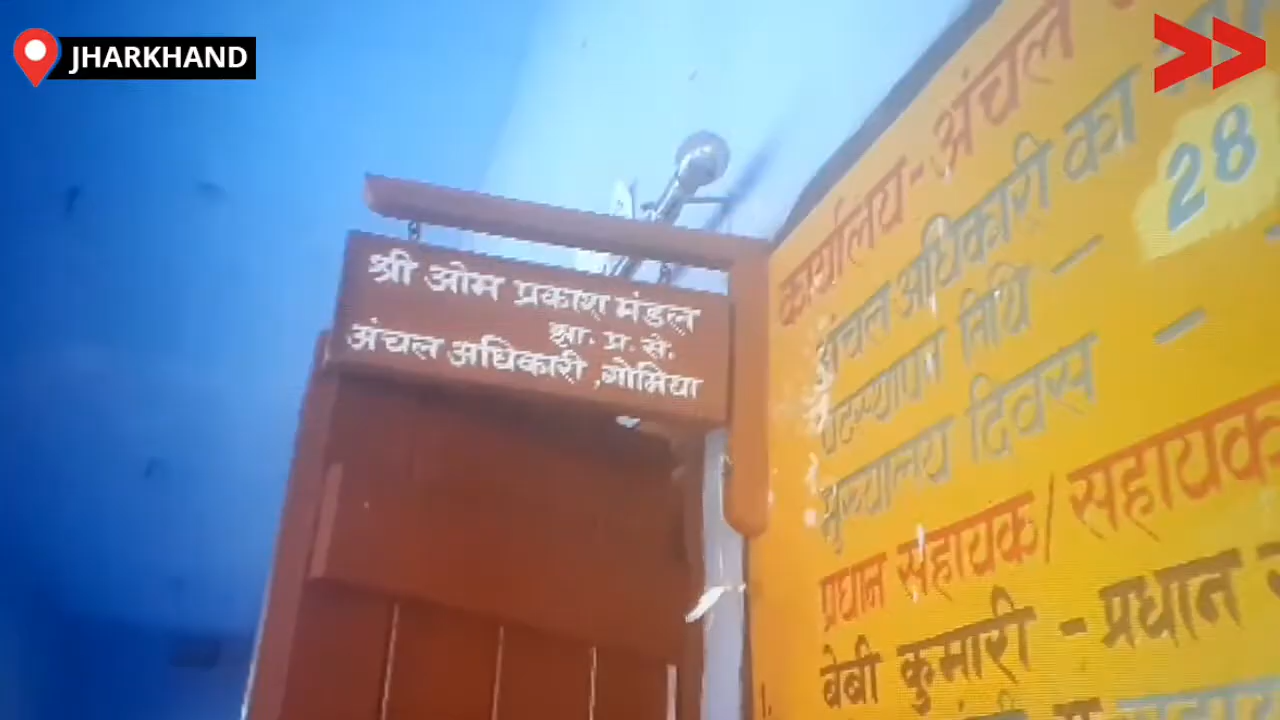 JHARKHAND
श्री ओम प्रकाश मंडल
झा. प्र. से.
अंचल अधिकारी, गोमिया
कार्यालय - अंचल
अंचल अधिकारी का
28
पदस्थापन तिथि -
मुख्यालय दिवस -
प्रधान सहायक/सहायक
1. बेबी कुमारी - प्रधान